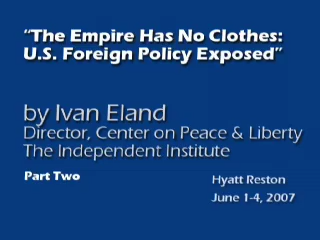 “The Empire Has No Clothes:
U.S. Foreign Policy Exposed”
by Ivan Eland
Director, Center on Peace & Liberty
The Independent Institute
Part Two
Hyatt Reston
June 1-4, 2007